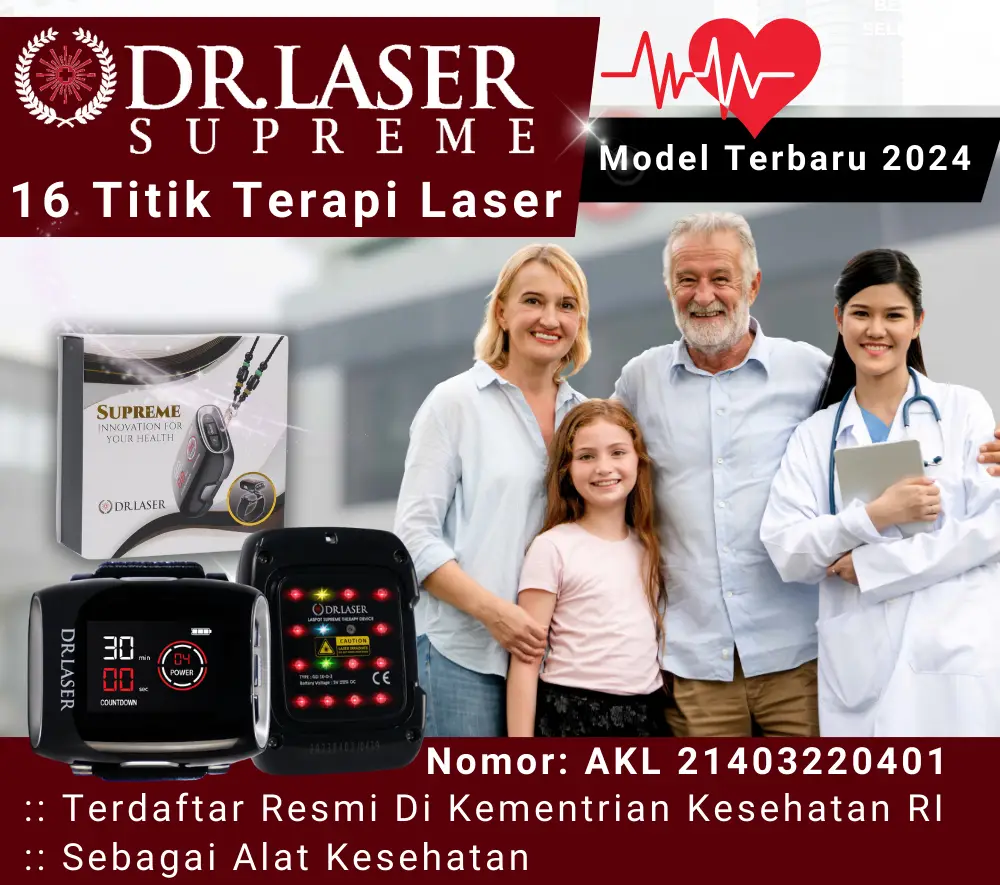 DR.LASER
SUPREME
16 Titik Terapi Laser
Model Terbaru 2024
SUPREME
INNOVATION FOR
YOUR HEALTH
DR.LASER
DR.LASER
30 min
00 sec
COUNTDOWN
04
POWER
DR.LASER
LASPOT SUPREME THERAPY DEVICE
CAUTION
CE
Nomor: AKL 21403220401
:: Terdaftar Resmi Di Kementrian Kesehatan RI
:: Sebagai Alat Kesehatan